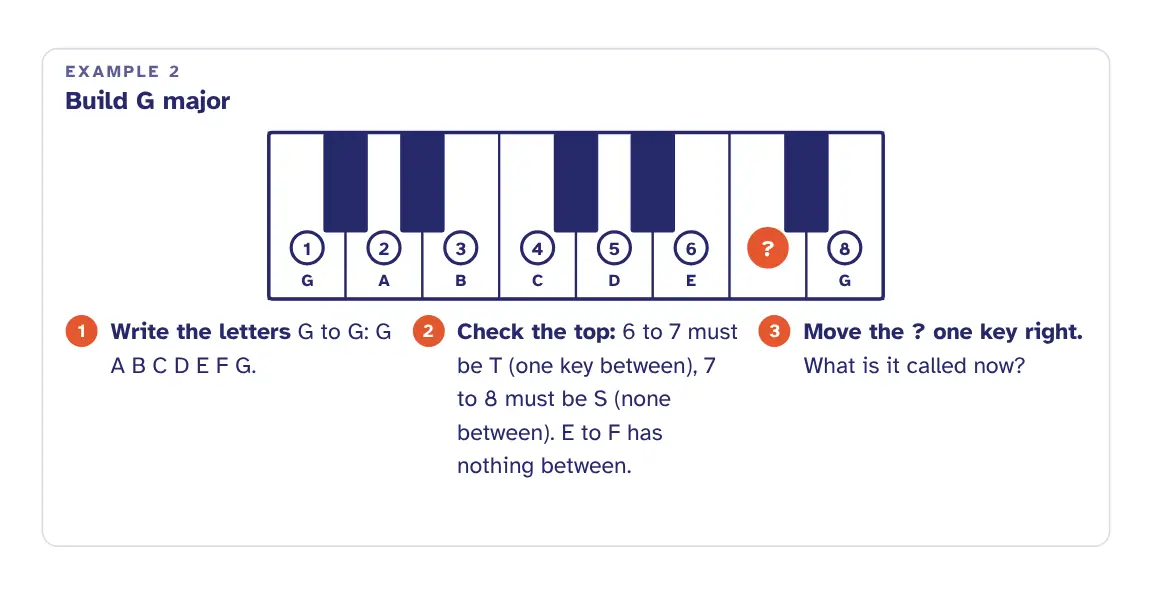 EXAMPLE 2
Build G major
1 2 3 4 5 6 ? 8
G A B C D E G
1 Write the letters G to G: G
A B C D E F G.
2 Check the top: 6 to 7 must
be T (one key between), 7
to 8 must be S (none
between). E to F has
nothing between.
3 Move the ? one key right.
What is it called now?